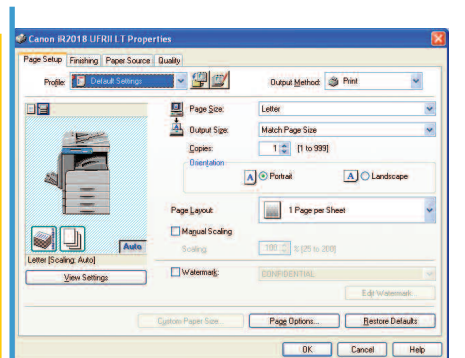 Canon iR2018 UFRII LT Properties
Page Setup Finishing Paper Source Quality
Profile: Default Settings Output Method: Print
Page Size: Letter
Output Size: Match Page Size
Copies: 1 [1 to 999]
Orientation
A Portrait A Landscape
Page Layout: 1 Page per Sheet
Manual Scaling
Scaling: 100 % [25 to 200]
Auto
Letter [Scaling: Auto]
View Settings
Watermark: CONFIDENTIAL
Edit Watermark...
Custom Paper Size... Page Options... Restore Defaults
OK Cancel Help